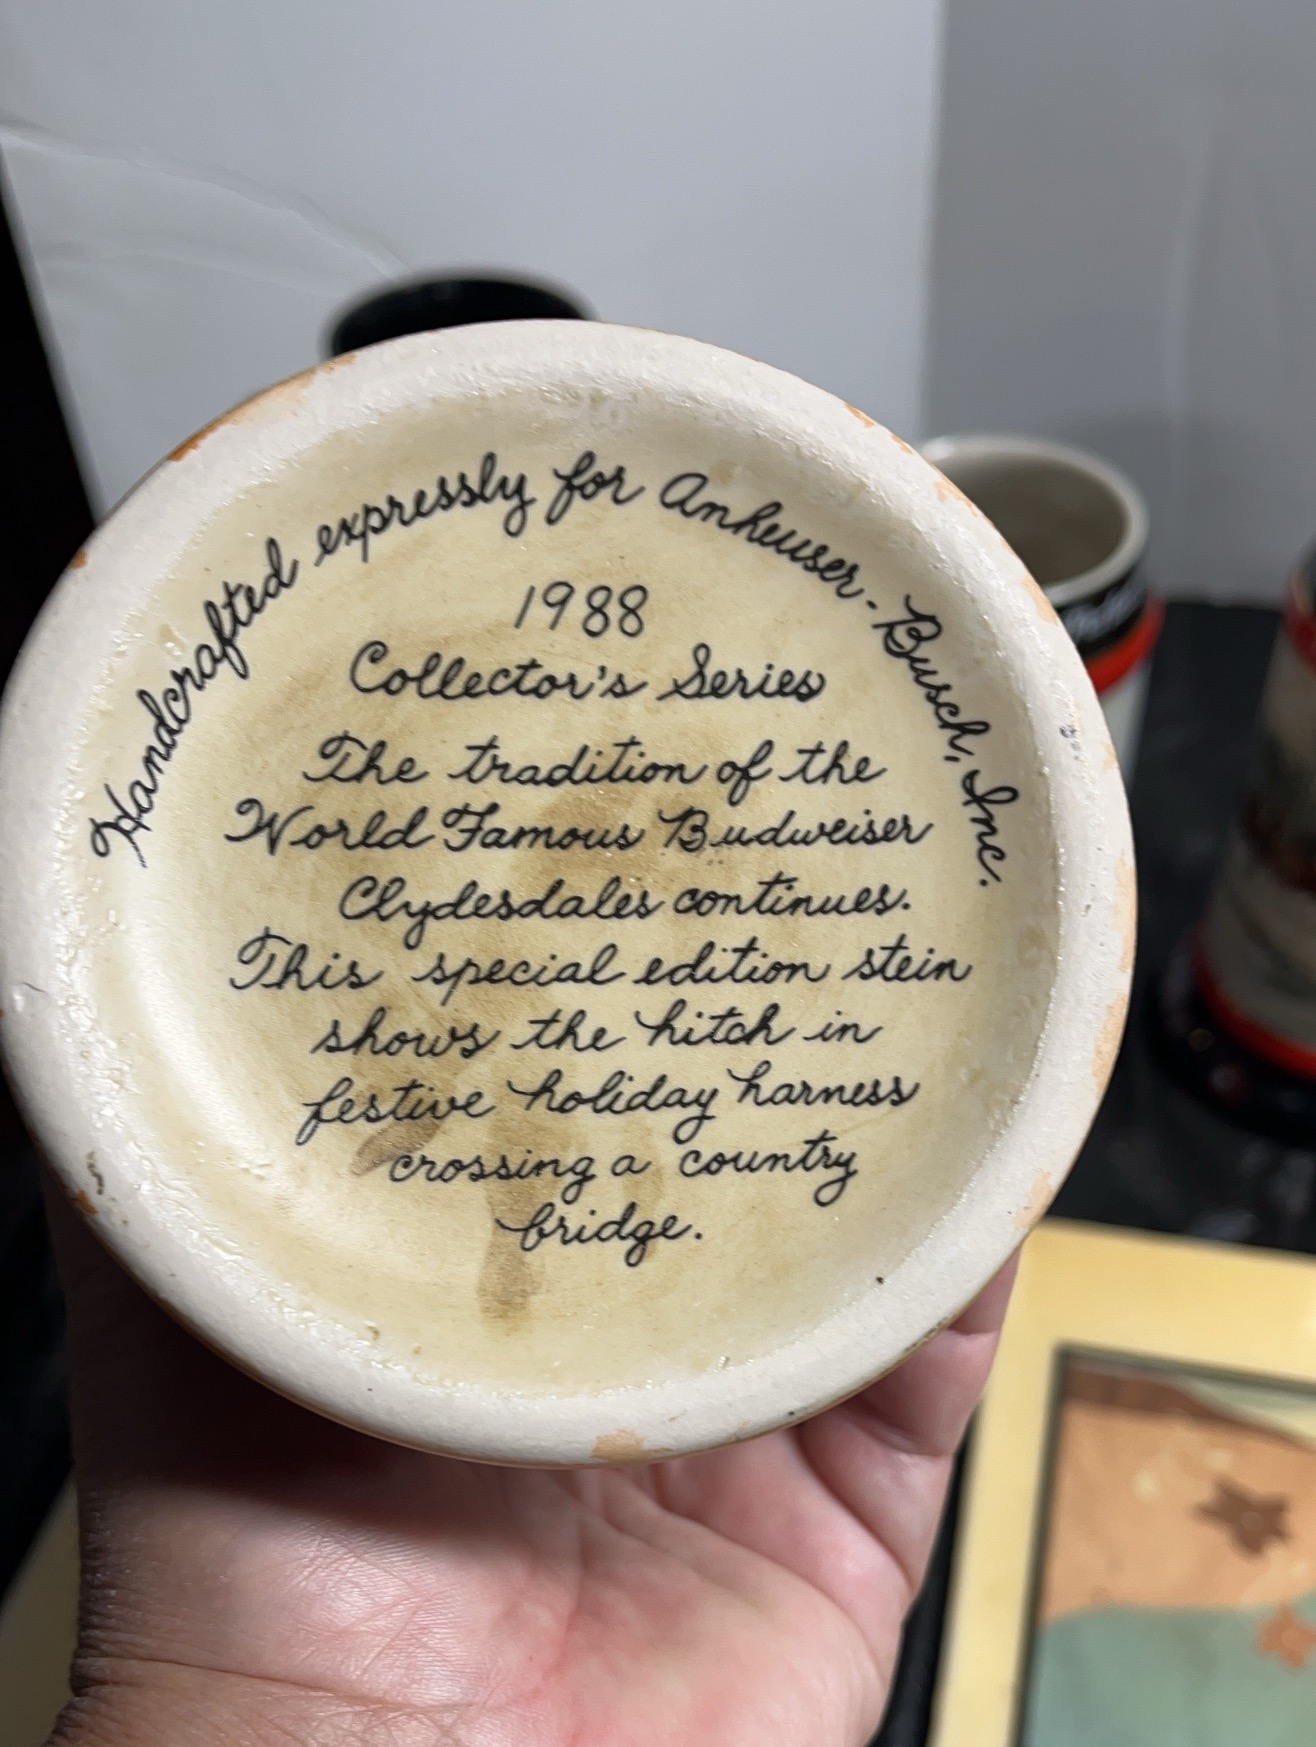 Handcrafted expressly for Anheuser-Busch, Inc.
1988
Collector's Series
The tradition of the
World Famous Budweiser
Clydesdales continues.
This special edition stein
shows the hitch in
festive holiday harness
crossing a country
bridge.